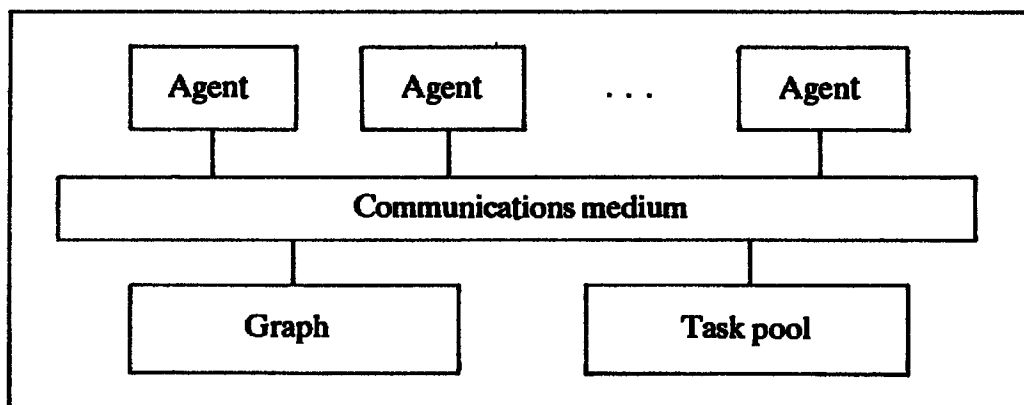 Agent Agent . . . Agent
Communications medium
Graph Task pool